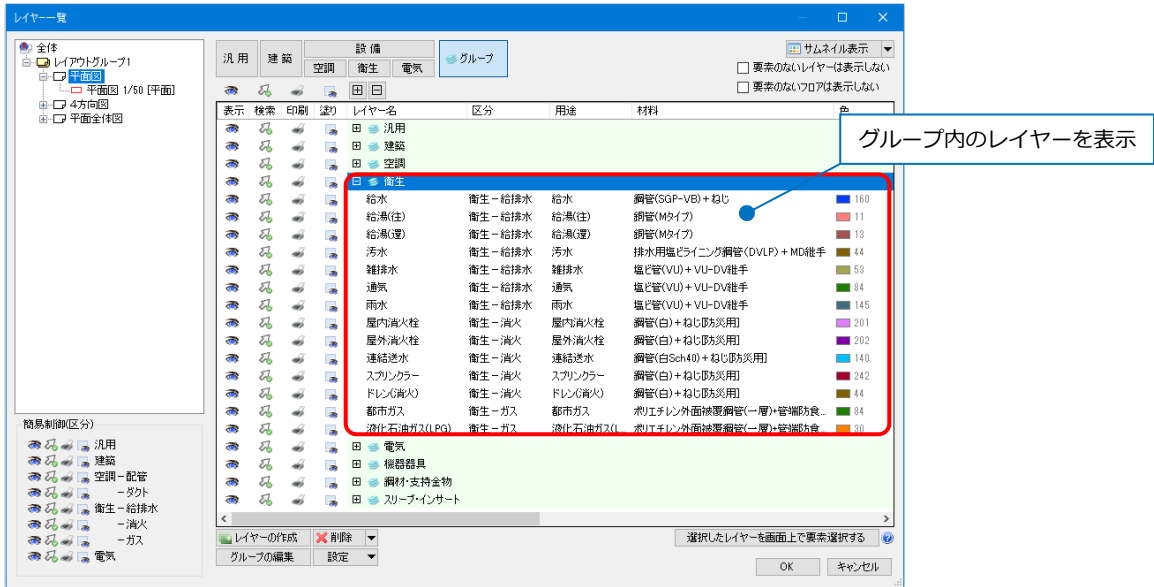 レイヤー一覧
全体
レイアウトグループ1
平面図
平面図 1/50 [平面]
4方向図
平面全体図
汎用
建築
設備
空調 衛生 電気
グループ
サムネイル表示
要素のないレイヤーは表示しない
要素のないフロアは表示しない
表示 検索 印刷 塗り レイヤー名 区分 用途 材料 色
汎用
建築
空調
衛生
給水 衛生－給排水 給水 鋼管(SGP-VB)+ねじ 160
給湯(往) 衛生－給排水 給湯(往) 銅管(Mタイプ) 11
給湯(還) 衛生－給排水 給湯(還) 銅管(Mタイプ) 13
汚水 衛生－給排水 汚水 排水用塩ビライニング鋼管(DVLP)+MD継手 44
雑排水 衛生－給排水 雑排水 塩ビ管(VU)+VU-DV継手 53
通気 衛生－給排水 通気 塩ビ管(VU)+VU-DV継手 84
雨水 衛生－給排水 雨水 塩ビ管(VU)+VU-DV継手 145
屋内消火栓 衛生－消火 屋内消火栓 鋼管(白)+ねじ[防災用] 201
屋外消火栓 衛生－消火 屋外消火栓 鋼管(白)+ねじ[防災用] 202
連結送水 衛生－消火 連結送水 鋼管(白Sch40)+ねじ[防災用] 140
スプリンクラー 衛生－消火 スプリンクラー 鋼管(白)+ねじ[防災用] 242
ドレン(消火) 衛生－消火 ドレン(消火) 鋼管(白)+ねじ[防災用] 44
都市ガス 衛生－ガス 都市ガス ポリエチレン外面被覆鋼管(一層)+管端防食... 84
液化石油ガス(LPG) 衛生－ガス 液化石油ガス(L... ポリエチレン外面被覆鋼管(一層)+管端防食... 30
電気
機器器具
鋼材・支持金物
スリーブ・インサート
グループ内のレイヤーを表示
簡易制御(区分)
汎用
建築
空調－配管
－ダクト
衛生－給排水
－消火
－ガス
電気
レイヤーの作成 削除
選択したレイヤーを画面上で要素選択する
グループの編集 設定
OK キャンセル